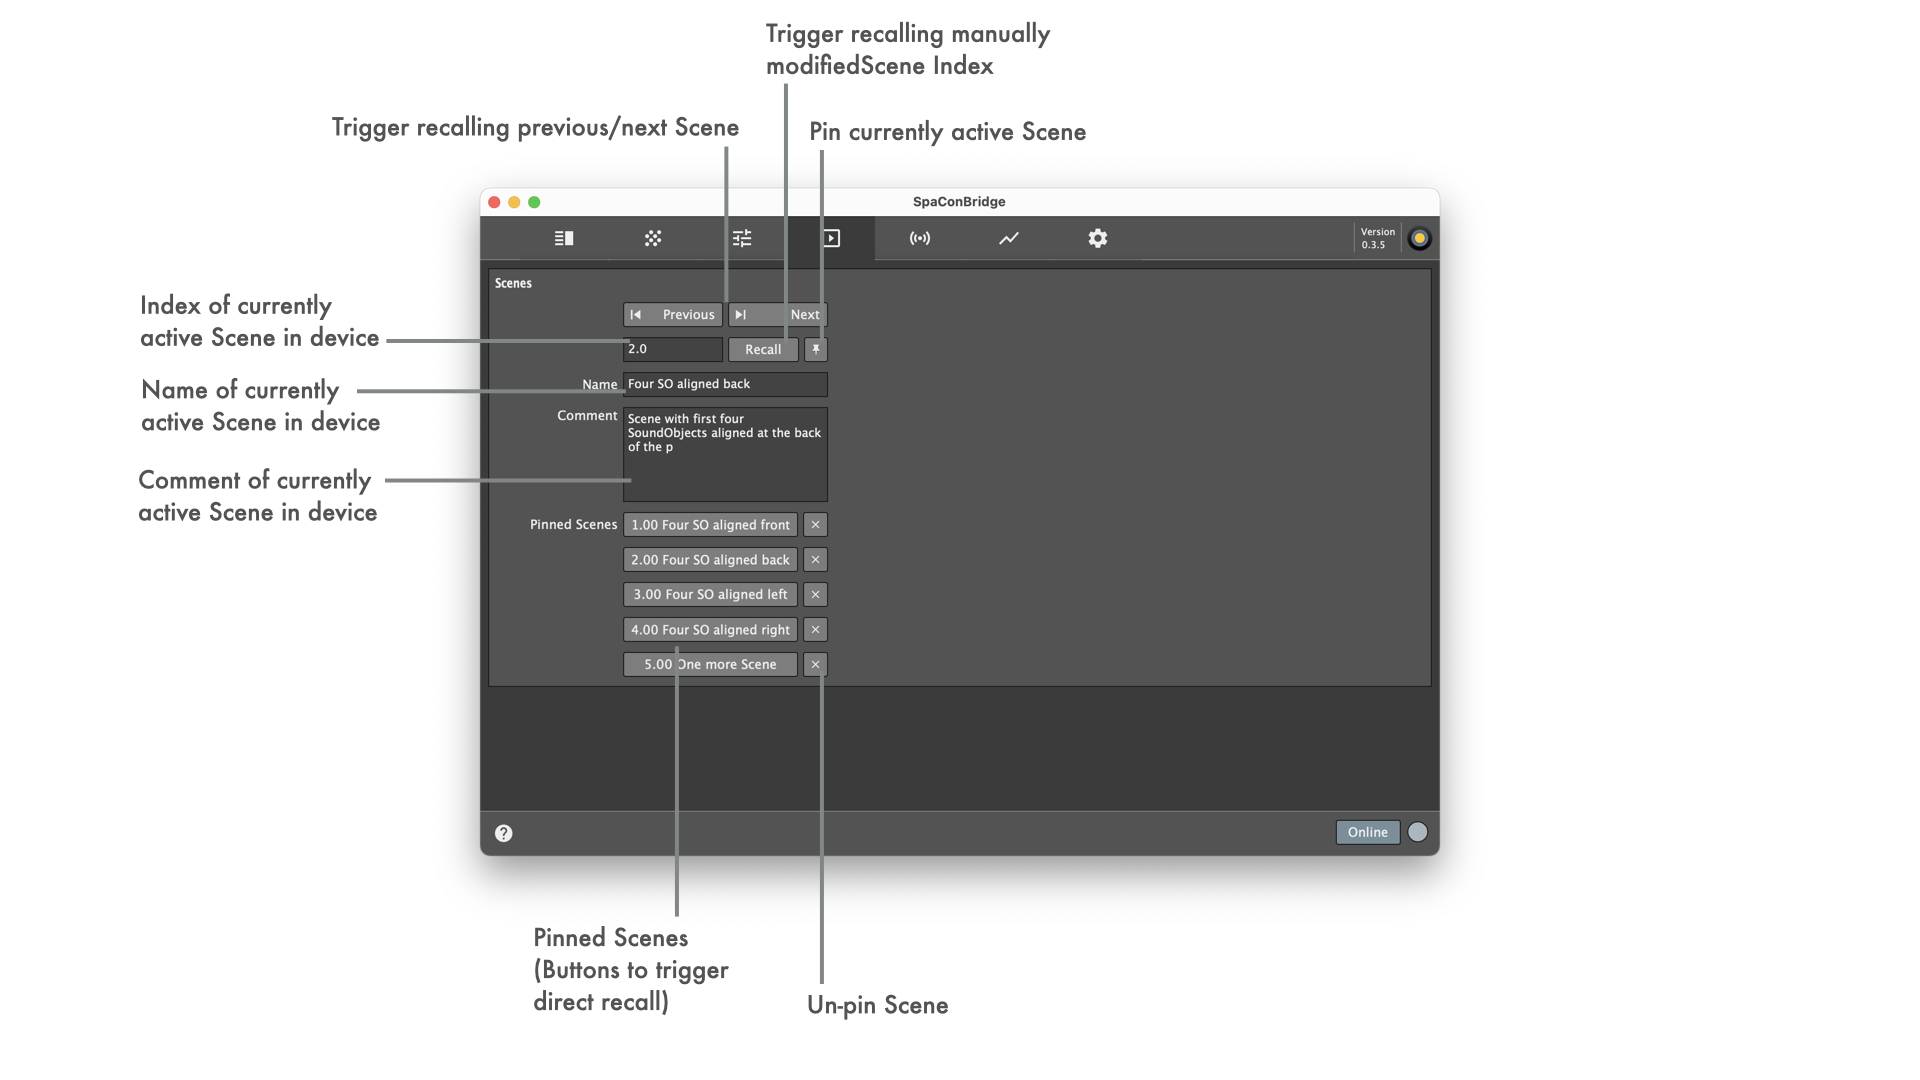 Trigger recalling manually
modifiedScene Index
Trigger recalling previous/next Scene
Pin currently active Scene
SpaConBridge
Version
0.3.5
Scenes
Previous
Next
Index of currently
active Scene in device
2.0
Recall
Name of currently
active Scene in device
Name
Four SO aligned back
Comment
Scene with first four
SoundObjects aligned at the back
of the p
Comment of currently
active Scene in device
Pinned Scenes
1.00 Four SO aligned front
2.00 Four SO aligned back
3.00 Four SO aligned left
4.00 Four SO aligned right
5.00 One more Scene
Online
Pinned Scenes
(Buttons to trigger
direct recall)
Un-pin Scene